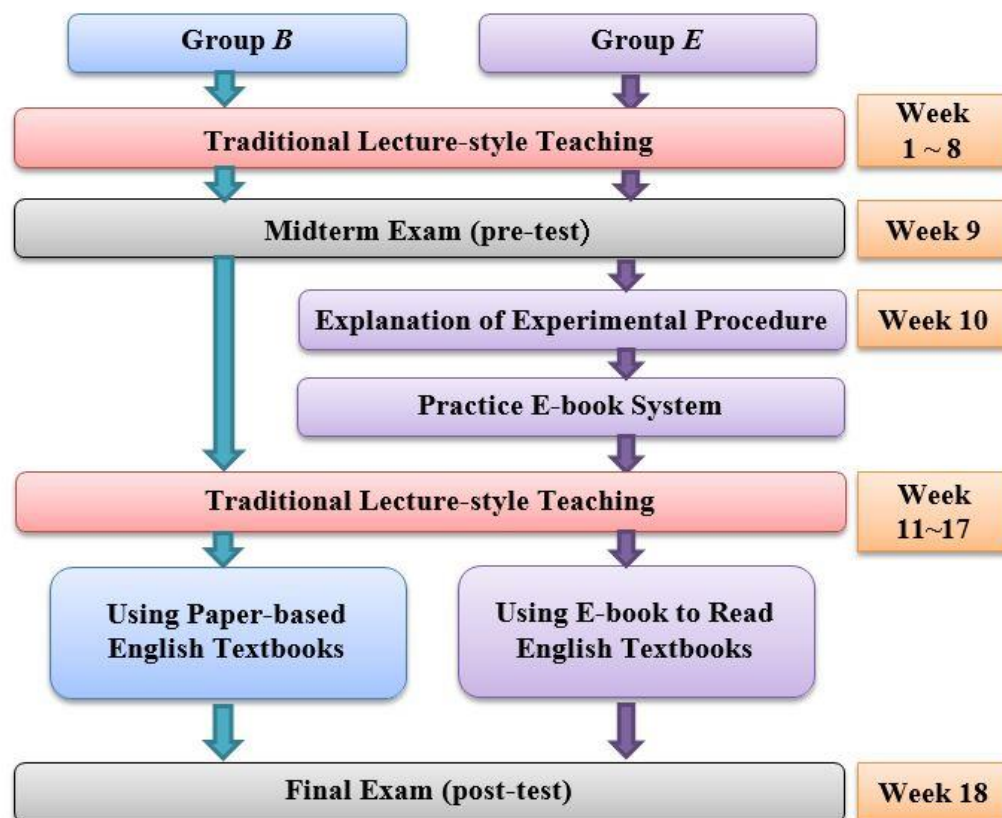 Group B
Group E
Traditional Lecture-style Teaching
Week
1 ~ 8
Midterm Exam (pre-test)
Week 9
Explanation of Experimental Procedure
Week 10
Practice E-book System
Traditional Lecture-style Teaching
Week
11~17
Using Paper-based
English Textbooks
Using E-book to Read
English Textbooks
Final Exam (post-test)
Week 18